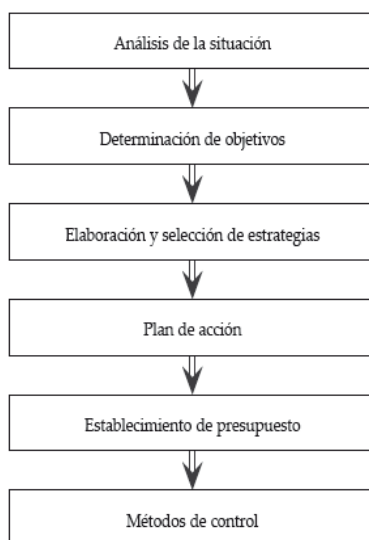 Análisis de la situación
Determinación de objetivos
Elaboración y selección de estrategias
Plan de acción
Establecimiento de presupuesto
Métodos de control